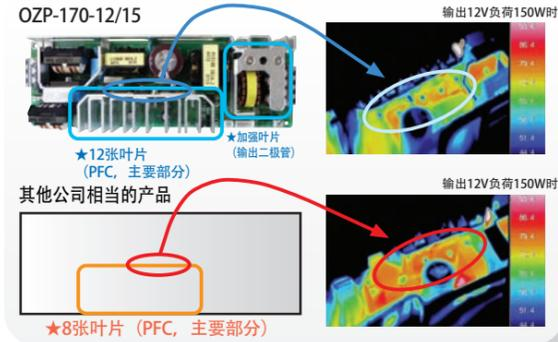 OZP-170-12/15
输出12V负荷150W时
★加强叶片
(输出二极管)
★12张叶片
(PFC, 主要部分)
其他公司相当的产品
输出12V负荷150W时
★8张叶片 (PFC, 主要部分)